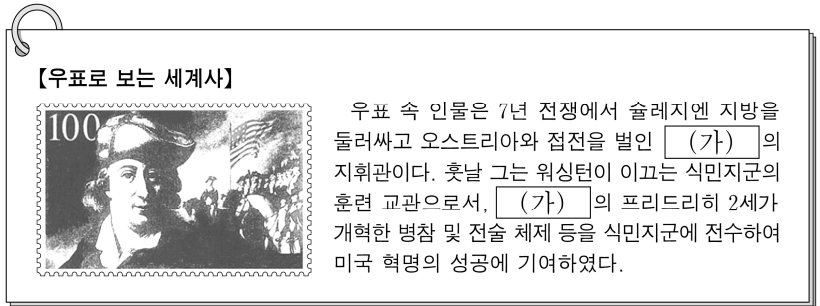 【우표로 보는 세계사】
100
우표 속 인물은 7년 전쟁에서 슐레지엔 지방을
둘러싸고 오스트리아와 접전을 벌인 (가) 의
지휘관이다. 훗날 그는 워싱턴이 이끄는 식민지군의
훈련 교관으로서, (가) 의 프리드리히 2세가
개혁한 병참 및 전술 체제 등을 식민지군에 전수하여
미국 혁명의 성공에 기여하였다.